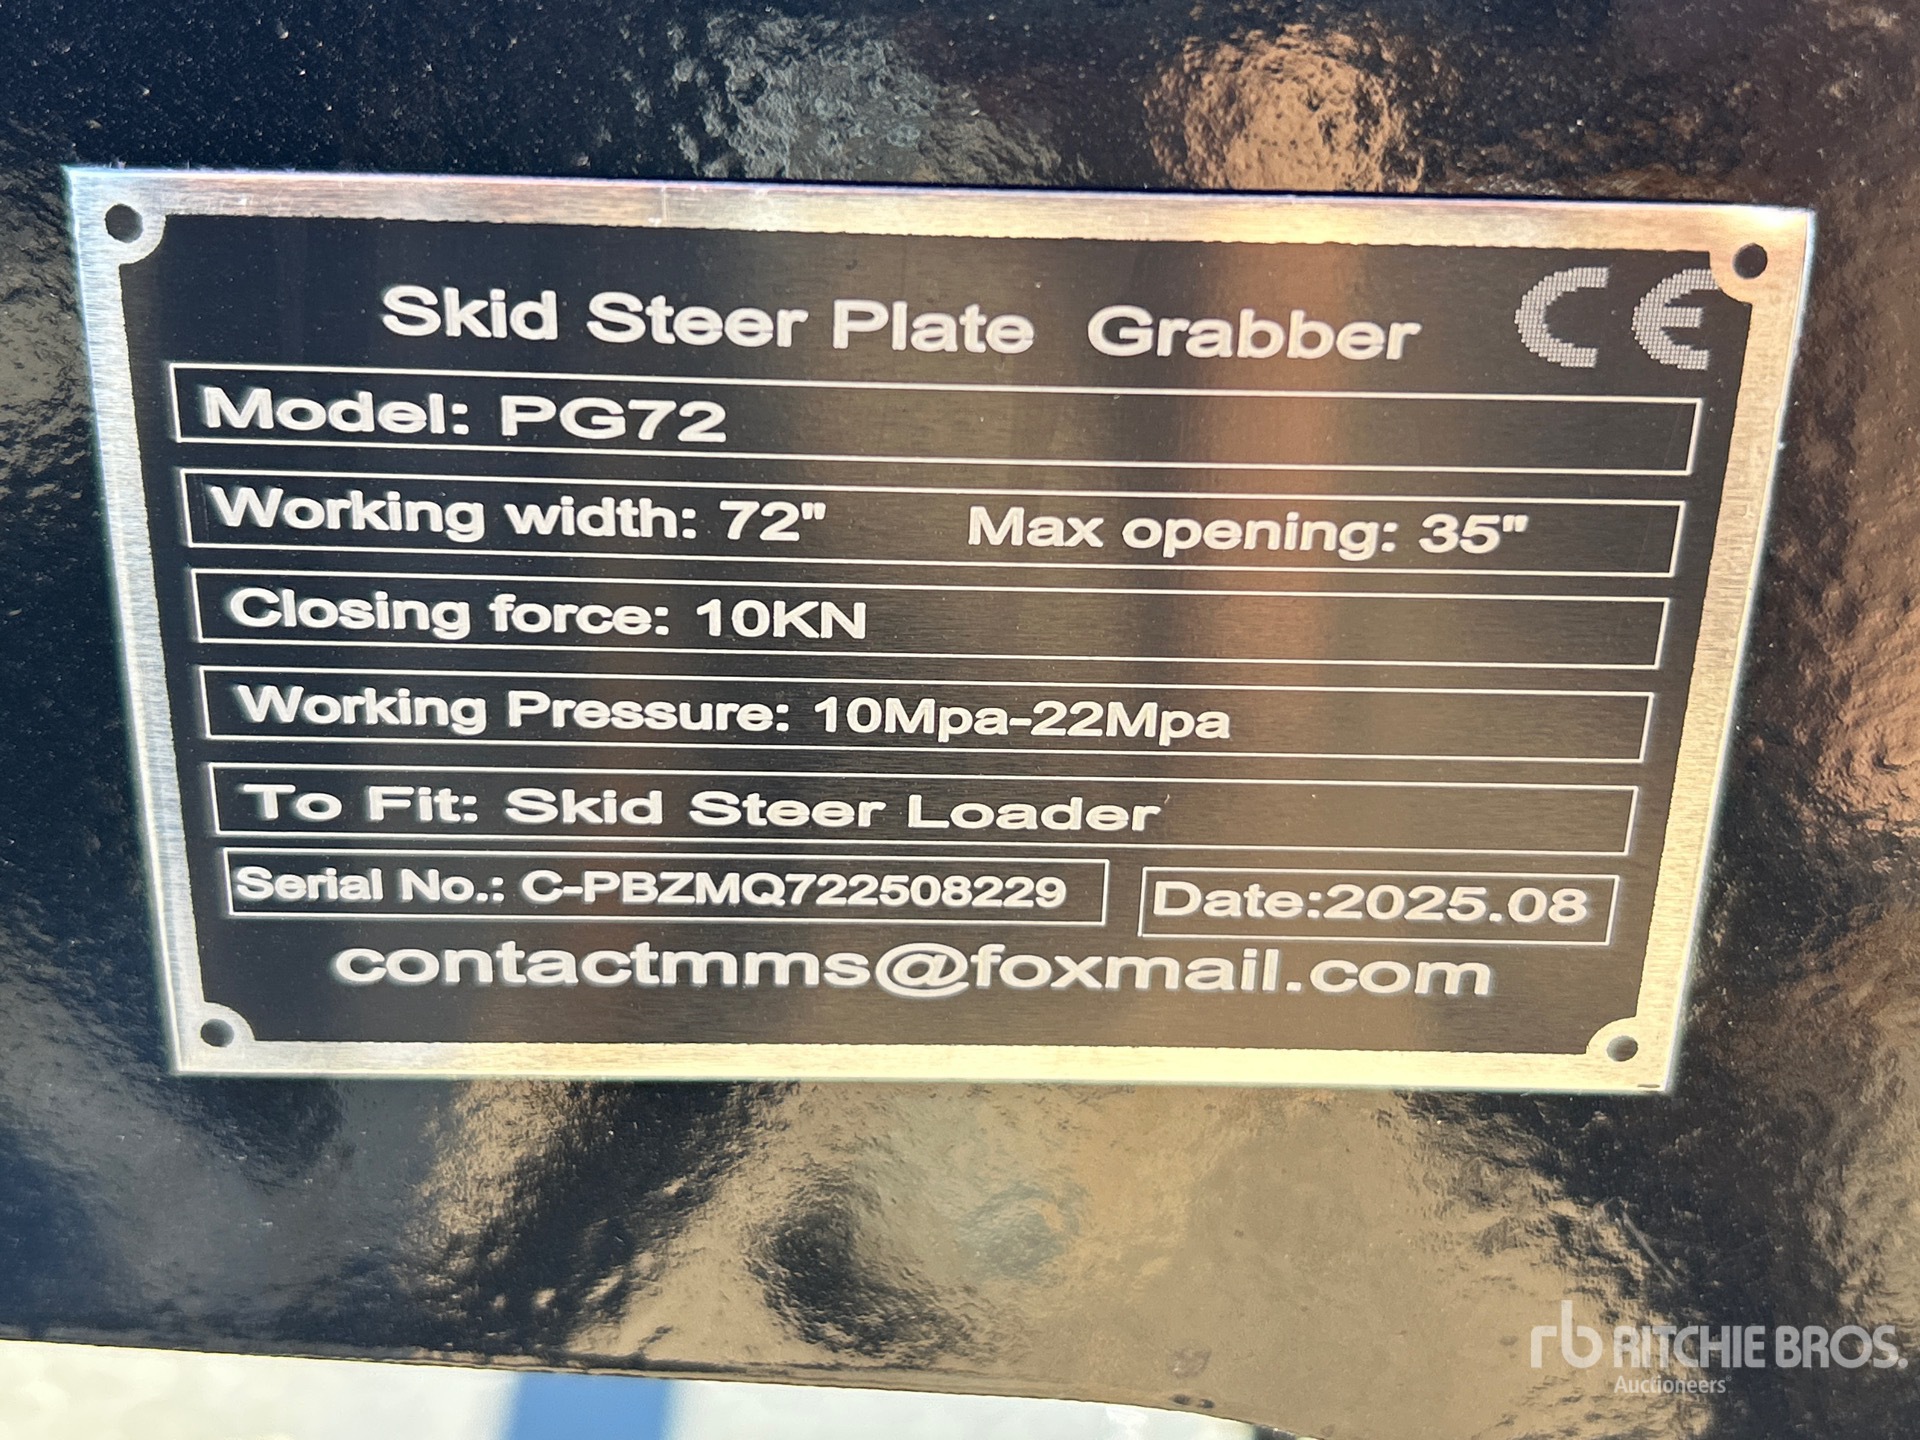 Skid Steer Plate Grabber CE
Model: PG72
Working width: 72" Max opening: 35"
Closing force: 10KN
Working Pressure: 10Mpa-22Mpa
To Fit: Skid Steer Loader
Serial No.: C-PBZMQ722508229 Date:2025.08
contactmms@foxmail.com
rb RITCHIE BROS.
Auctioneers